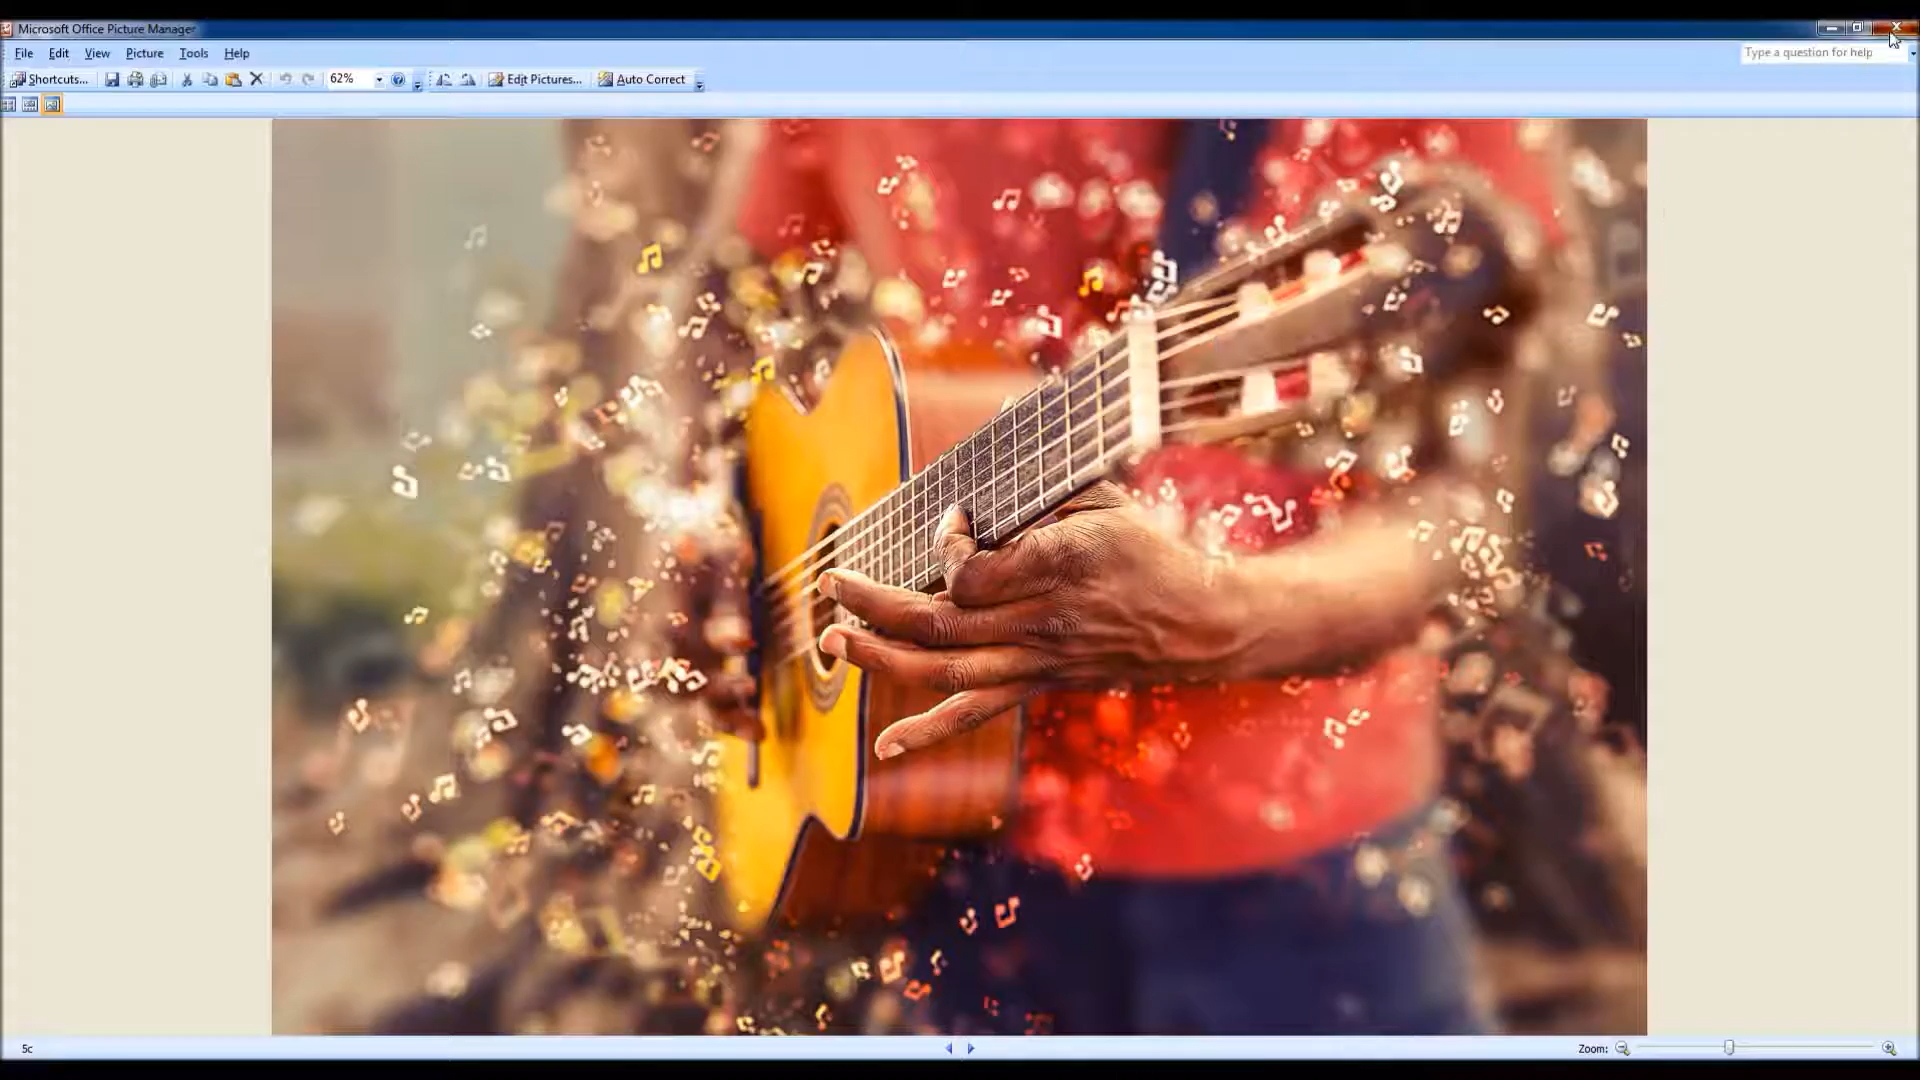 Microsoft Office Picture Manager
File Edit View Picture Tools Help
Type a question for help
Shortcuts... 62% Edit Pictures... Auto Correct
5c
Zoom: